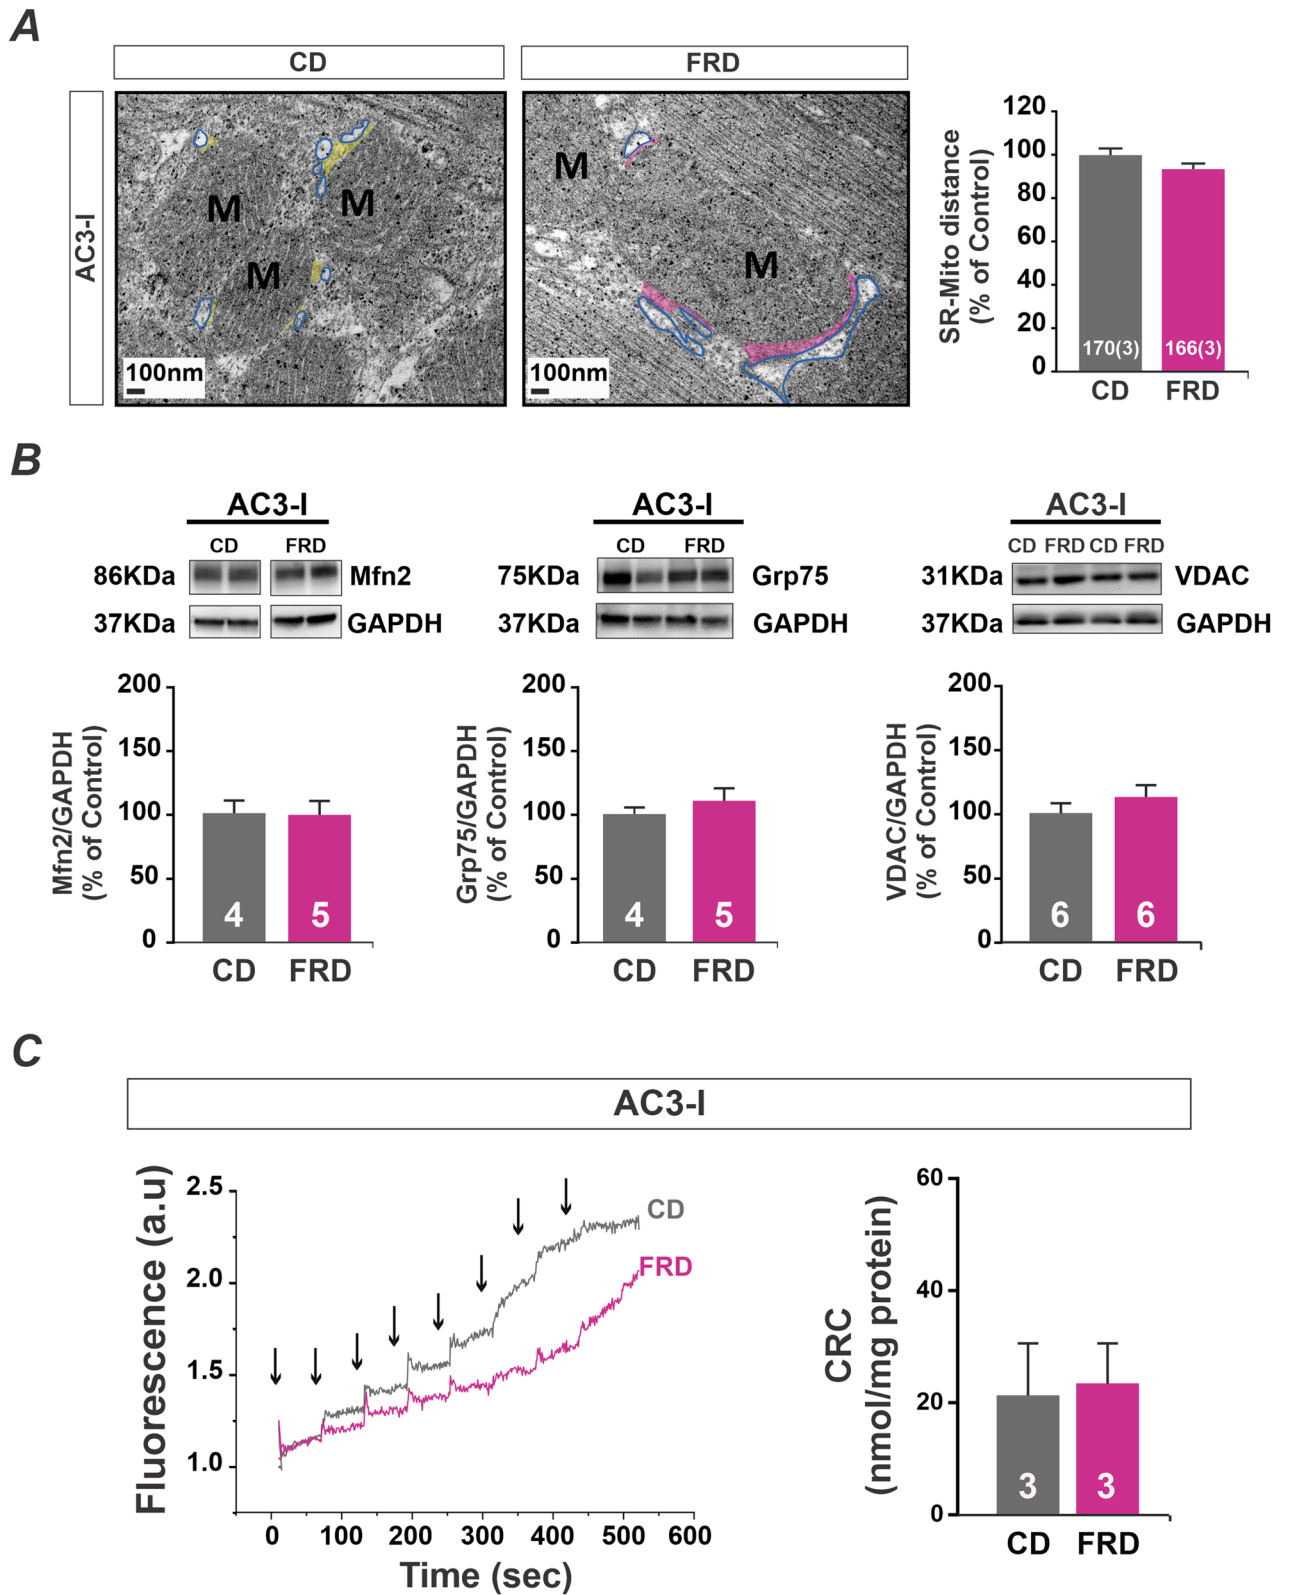 A
CD
FRD
AC3-I
M
M
M
100nm
M
M
100nm
SR-Mito distance
(% of Control)
120
100
80
60
40
20
0
170(3)
166(3)
CD
FRD
B
AC3-I
CD
FRD
86KDa
Mfn2
37KDa
GAPDH
AC3-I
CD
FRD
75KDa
Grp75
37KDa
GAPDH
AC3-I
CD FRD CD FRD
31KDa
VDAC
37KDa
GAPDH
Mfn2/GAPDH
(% of Control)
200
150
100
50
0
4
5
CD
FRD
Grp75/GAPDH
(% of Control)
200
150
100
50
0
4
5
CD
FRD
VDAC/GAPDH
(% of Control)
200
150
100
50
0
6
6
CD
FRD
C
AC3-I
Fluorescence (a.u)
2.5
2.0
1.5
1.0
CD
FRD
0 100 200 300 400 500 600
Time (sec)
CRC
(nmol/mg protein)
60
40
20
0
3
3
CD
FRD